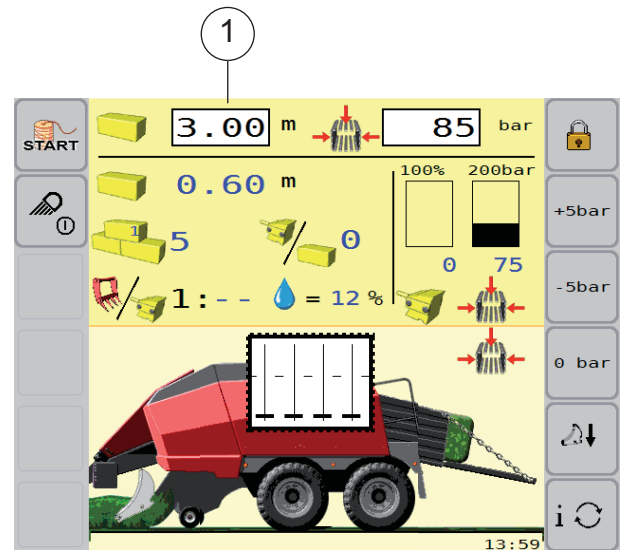 1
START
3.00 m
85 bar
0.60 m
100% 200bar
1
5
0
0 75
1:-- = 12 %
+5bar
-5bar
0 bar
i
13:59